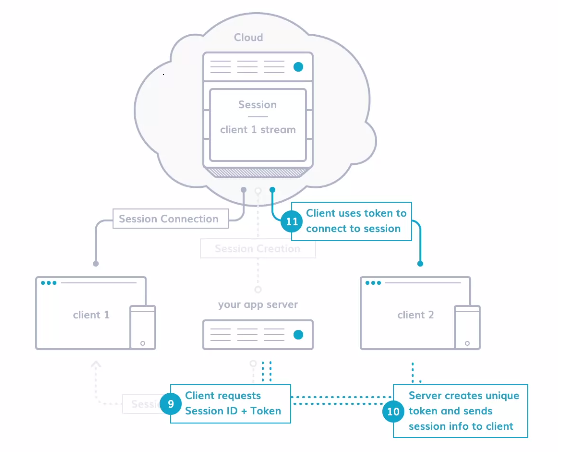 Cloud
Session
client 1 stream
Session Connection
11
Client uses token to
connect to session
Session Creation
client 1
your app server
client 2
Sessi
9
Client requests
Session ID + Token
10
Server creates unique
token and sends
session info to client